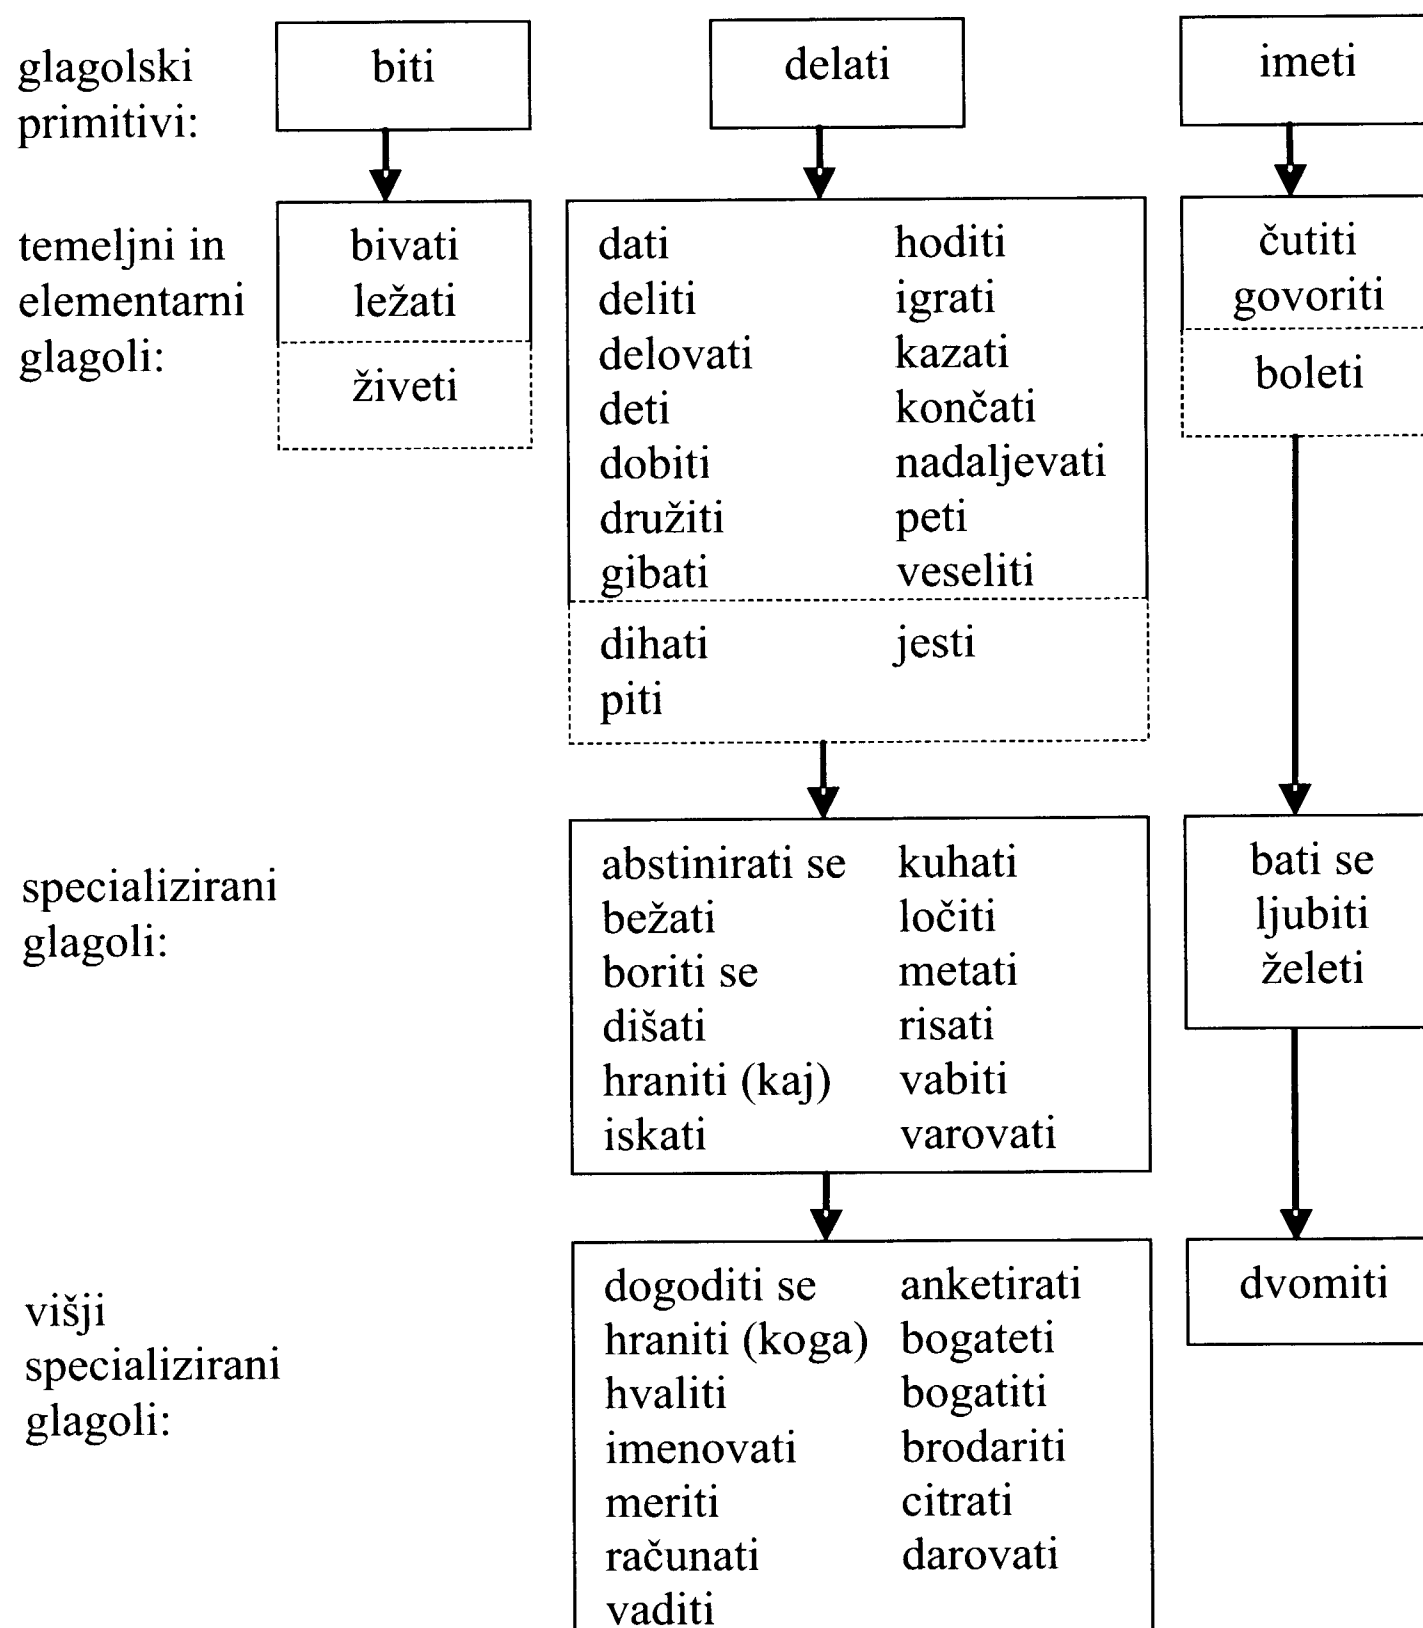 glagolski
primitivi:
biti
delati
imeti
temeljni in
elementarni
glagoli:
bivati
ležati
živeti
dati hoditi
deliti igrati
delovati kazati
deti končati
dobiti nadaljevati
družiti peti
gibati veseliti
dihati jesti
piti
čutiti
govoriti
boleti
specializirani
glagoli:
abstinirati se kuhati
bežati ločiti
boriti se metati
dišati risati
hraniti (kaj) vabiti
iskati varovati
bati se
ljubiti
želeti
višji
specializirani
glagoli:
dogoditi se anketirati
hraniti (koga) bogateti
hvaliti bogatiti
imenovati brodariti
meriti citrati
računati darovati
vaditi
dvomiti